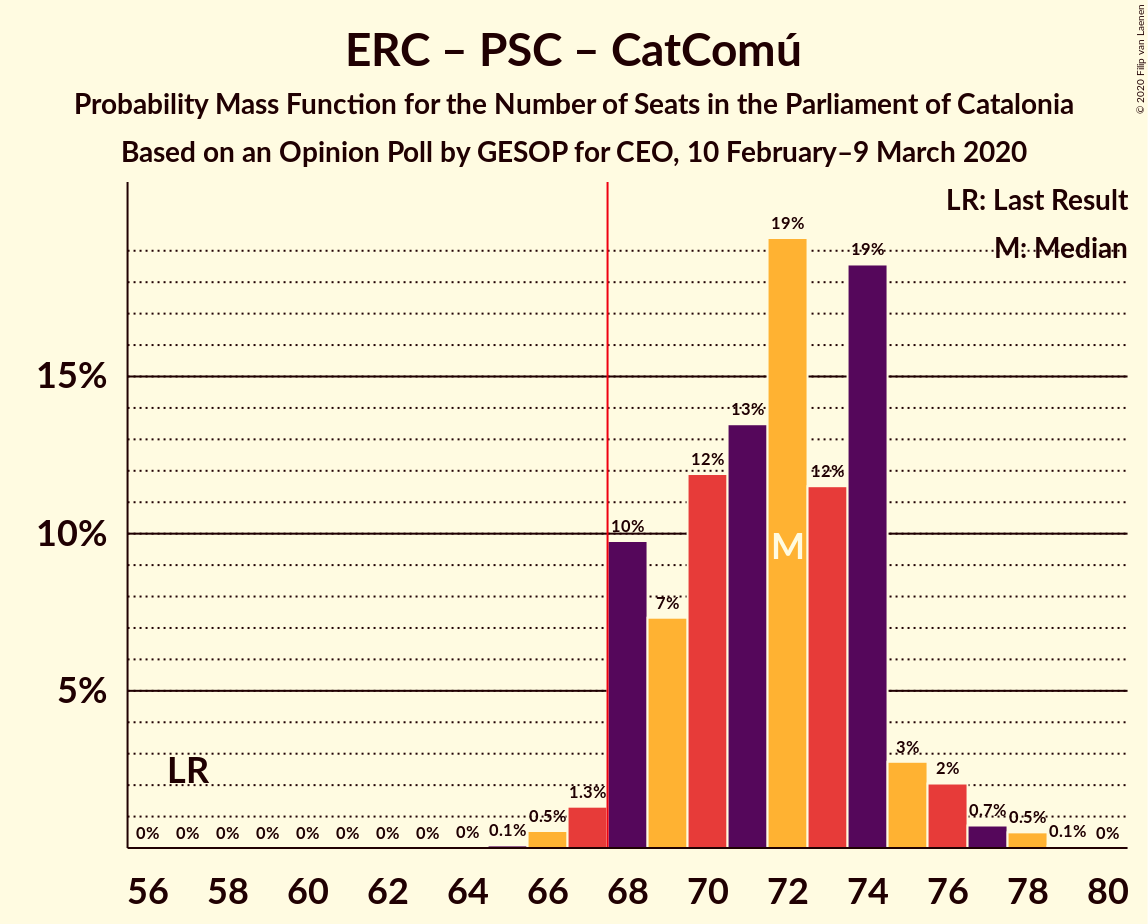 ERC – PSC – CatComú
Probability Mass Function for the Number of Seats in the Parliament of Catalonia
Based on an Opinion Poll by GESOP for CEO, 10 February–9 March 2020
© 2020 Filip van Laenen
LR: Last Result
M: Median
15%
10%
5%
LR
M
0% 0% 0% 0% 0% 0% 0% 0% 0% 0.1% 0.5% 1.3% 10% 7% 12% 13% 19% 12% 19% 3% 2% 0.7% 0.5% 0.1% 0%
56 58 60 62 64 66 68 70 72 74 76 78 80